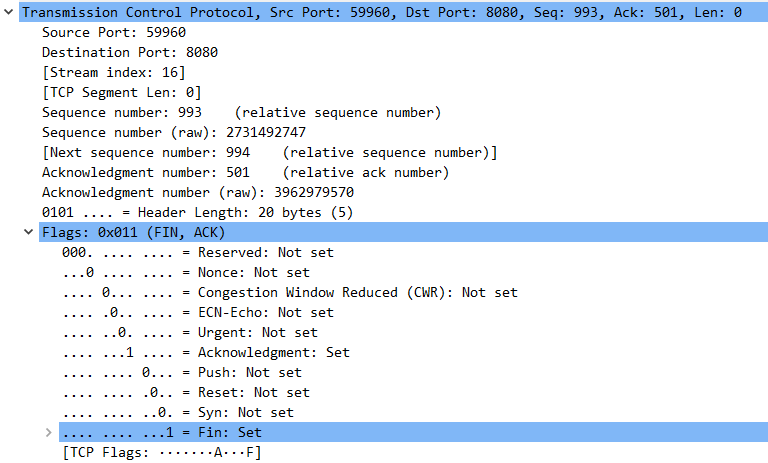 Transmission Control Protocol, Src Port: 59960, Dst Port: 8080, Seq: 993, Ack: 501, Len: 0
Source Port: 59960
Destination Port: 8080
[Stream index: 16]
[TCP Segment Len: 0]
Sequence number: 993    (relative sequence number)
Sequence number (raw): 2731492747
[Next sequence number: 994    (relative sequence number)]
Acknowledgment number: 501    (relative ack number)
Acknowledgment number (raw): 3962979570
0101 .... = Header Length: 20 bytes (5)
Flags: 0x011 (FIN, ACK)
000. .... .... = Reserved: Not set
...0 .... .... = Nonce: Not set
.... 0... .... = Congestion Window Reduced (CWR): Not set
.... .0.. .... = ECN-Echo: Not set
.... ..0. .... = Urgent: Not set
.... ...1 .... = Acknowledgment: Set
.... .... 0... = Push: Not set
.... .... .0.. = Reset: Not set
.... .... ..0. = Syn: Not set
.... .... ...1 = Fin: Set
[TCP Flags: ·······A···F]